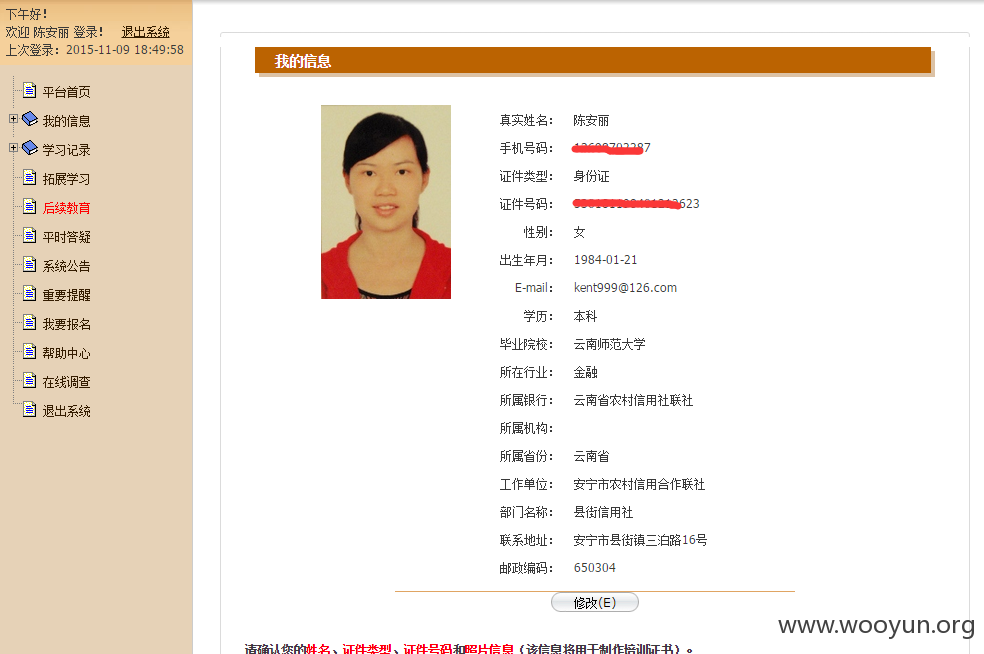 下午好!
欢迎 陈安丽 登录! 退出系统
上次登录: 2015-11-09 18:49:58
平台首页
我的信息
学习记录
拓展学习
后续教育
平时答疑
系统公告
重要提醒
我要报名
帮助中心
在线调查
退出系统
我的信息
真实姓名: 陈安丽
手机号码:
证件类型: 身份证
证件号码:
性别: 女
出生年月: 1984-01-21
E-mail: kent999@126.com
学历: 本科
毕业院校: 云南师范大学
所在行业: 金融
所属银行: 云南省农村信用社联社
所属机构:
所属省份: 云南省
工作单位: 安宁市农村信用合作联社
部门名称: 县街信用社
联系地址: 安宁市县街镇三泊路16号
邮政编码: 650304
修改(E)
www.wooyun.org
请确认您的姓名、证件类型、证件号码和照片信息（该信息将用于制作培训证书）。